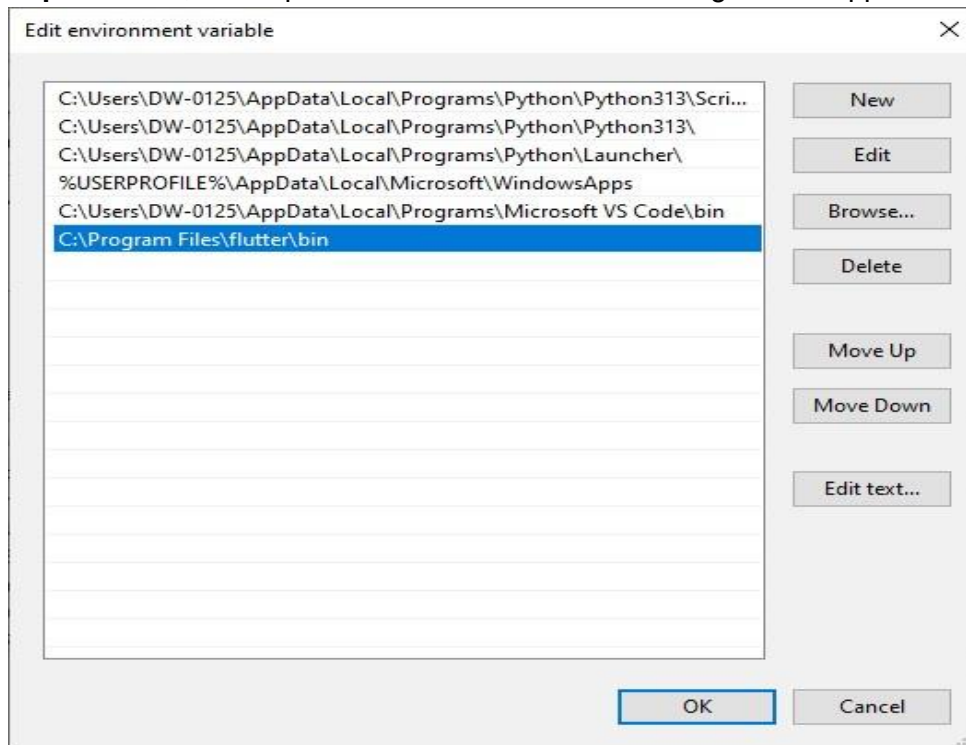 Edit environment variable
C:\Users\DW-0125\AppData\Local\Programs\Python\Python313\Scri...
C:\Users\DW-0125\AppData\Local\Programs\Python\Python313\
C:\Users\DW-0125\AppData\Local\Programs\Python\Launcher\
%USERPROFILE%\AppData\Local\Microsoft\WindowsApps
C:\Users\DW-0125\AppData\Local\Programs\Microsoft VS Code\bin
C:\Program Files\flutter\bin
New
Edit
Browse...
Delete
Move Up
Move Down
Edit text...
OK
Cancel